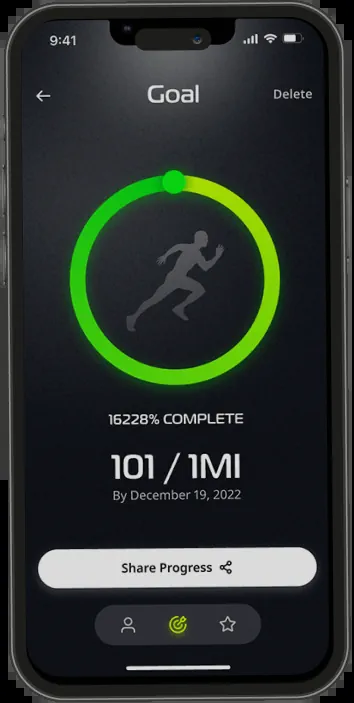 9:41
Goal
Delete
16228% COMPLETE
101 / 1MI
By December 19, 2022
Share Progress